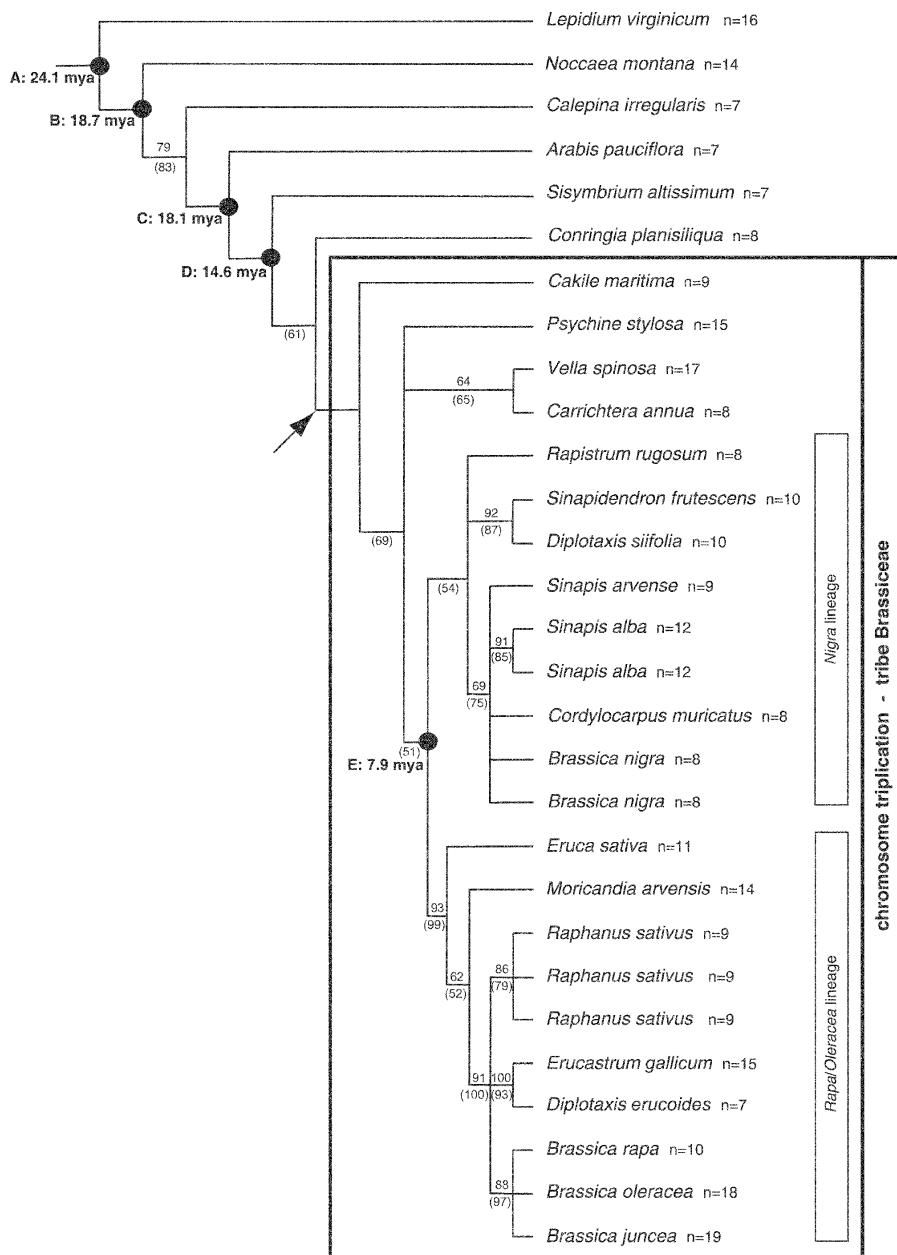 Lepidium virginicum n=16
A: 24.1 mya
Noccaea montana n=14
B: 18.7 mya
Calepina irregularis n=7
79
(83)
Arabis pauciflora n=7
C: 18.1 mya
Sisymbrium altissimum n=7
D: 14.6 mya
Conringia planisiliqua n=8
(61)
Cakile maritima n=9
Psychine stylosa n=15
(69)
Vella spinosa n=17
64
(65)
Carrichtera annua n=8
Rapistrum rugosum n=8
(54)
Sinapidendron frutescens n=10
92
(87)
Diplotaxis siifolia n=10
Sinapis arvense n=9
Sinapis alba n=12
91
(85)
Sinapis alba n=12
69
(75)
Cordylocarpus muricatus n=8
Brassica nigra n=8
Brassica nigra n=8
(51)
E: 7.9 mya
Nigra lineage
Eruca sativa n=11
93
(99)
Moricandia arvensis n=14
62
(52)
Raphanus sativus n=9
Raphanus sativus n=9
86
(79)
Raphanus sativus n=9
Erucastrum gallicum n=15
91
(100)
100
(93)
Diplotaxis erucoides n=7
Brassica rapa n=10
Brassica oleracea n=18
88
(97)
Brassica juncea n=19
Rapa/Oleracea lineage
chromosome triplication - tribe Brassiceae